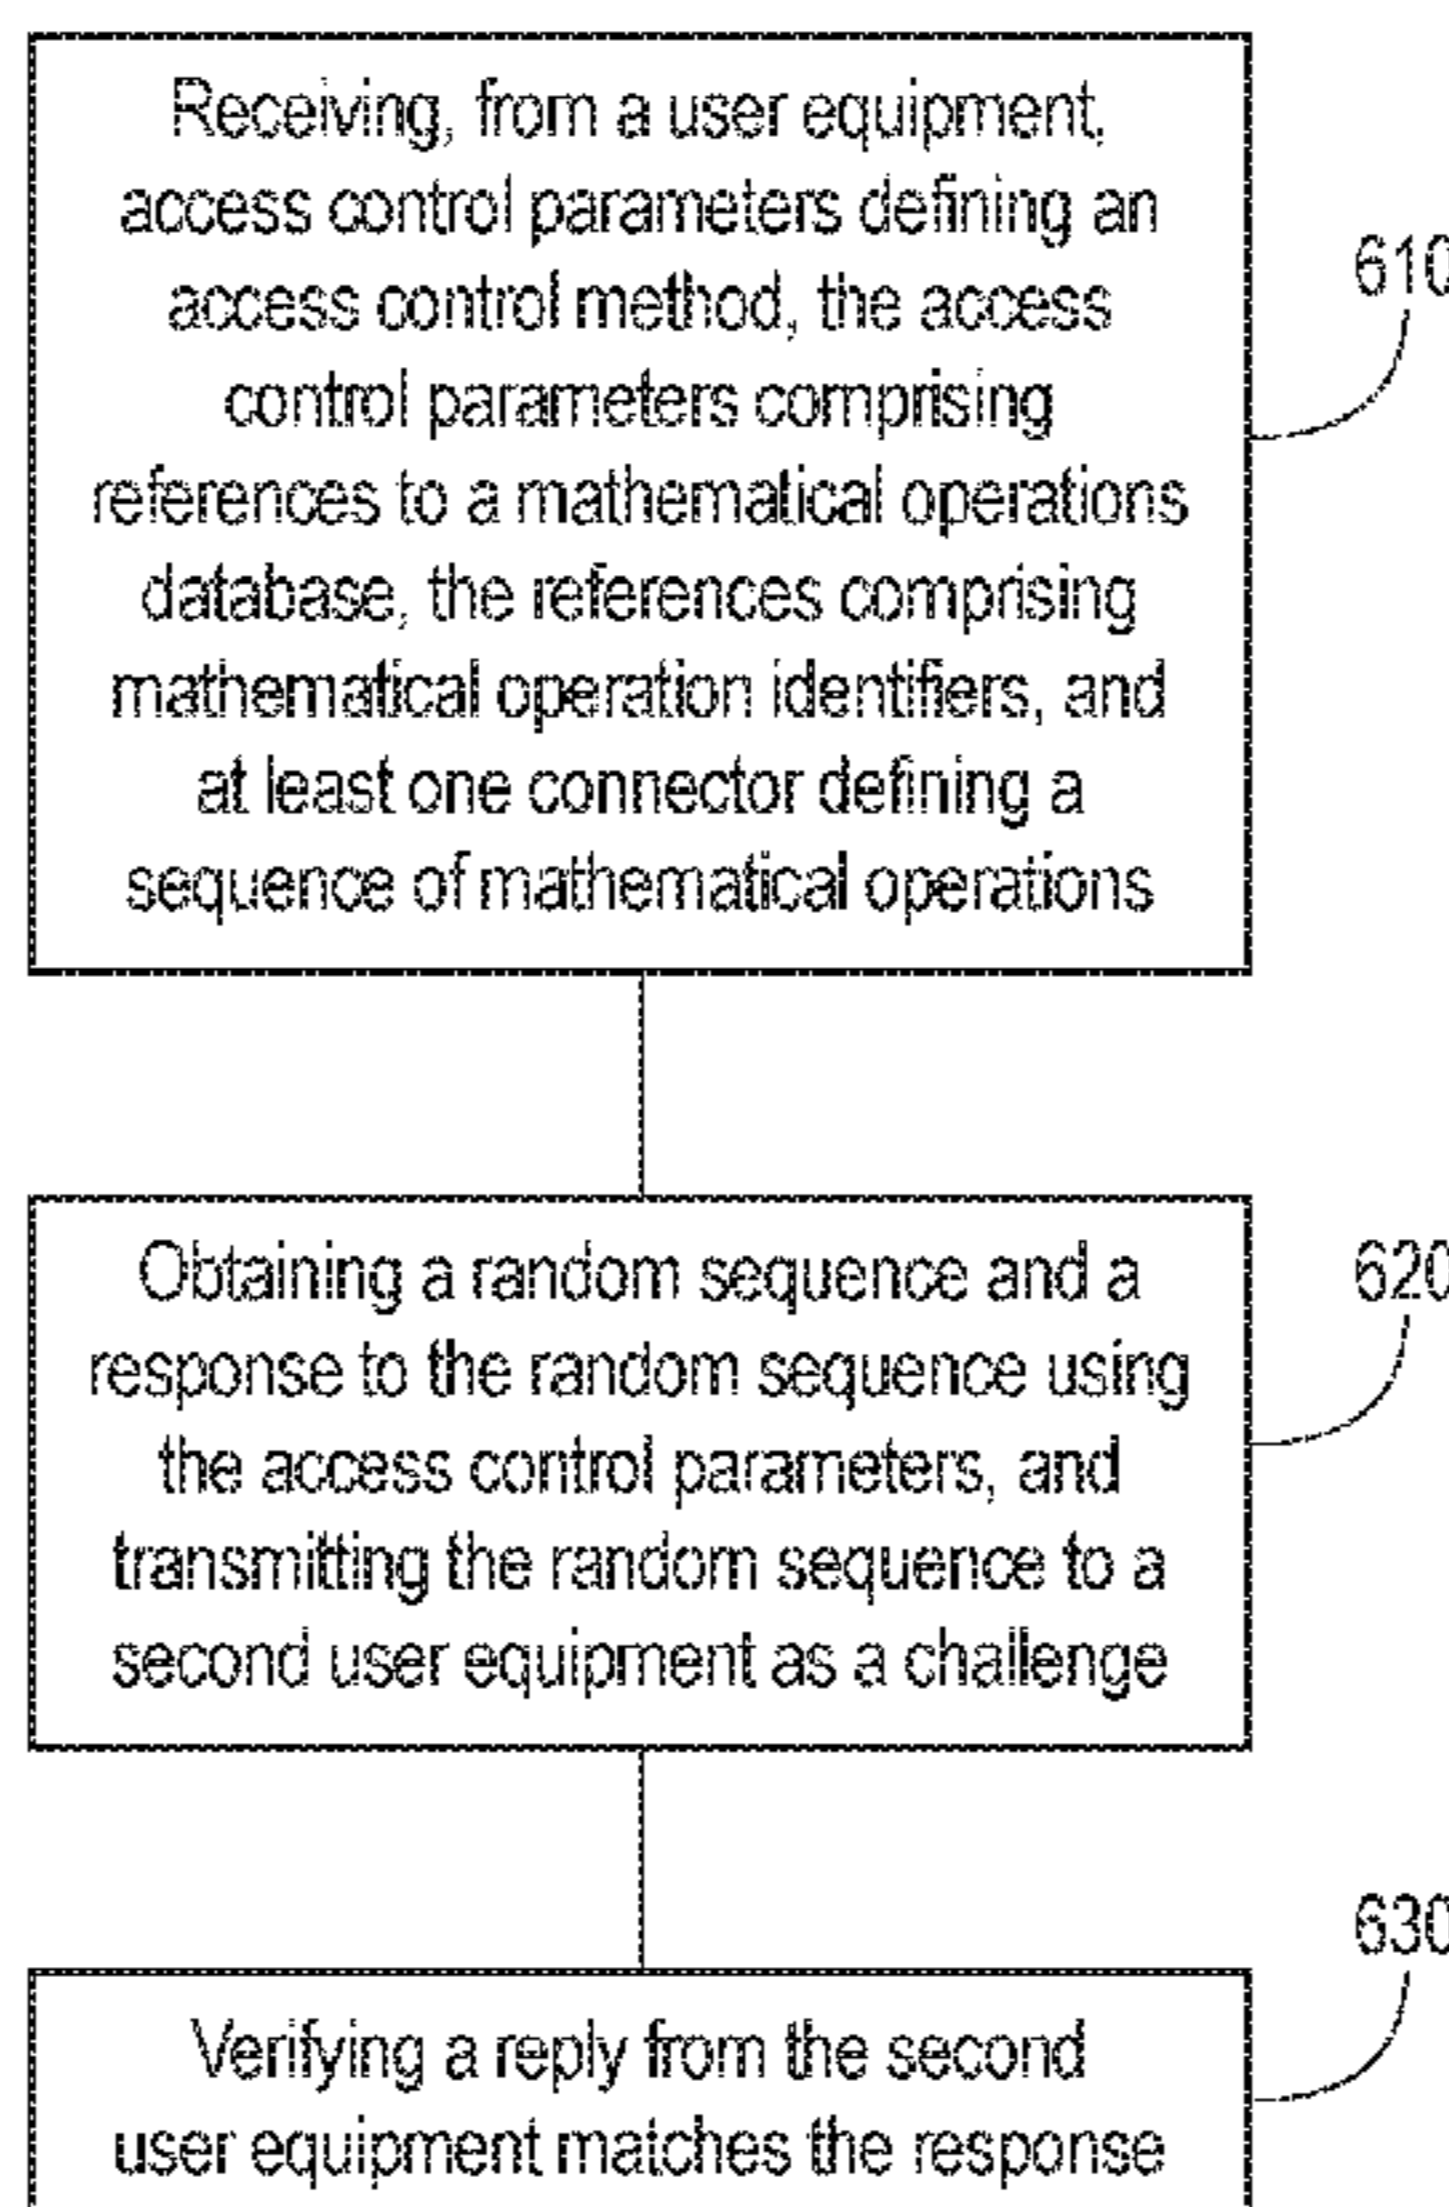 Receiving, from a user equipment,
access control parameters defining an
access control method, the access
control parameters comprising
references to a mathematical operations
database, the references comprising
mathematical operation identifiers, and
at least one connector defining a
sequence of mathematical operations
610
Obtaining a random sequence and a
response to the random sequence using
the access control parameters, and
transmitting the random sequence to a
second user equipment as a challenge
620
Verifying a reply from the second
user equipment matches the response
630